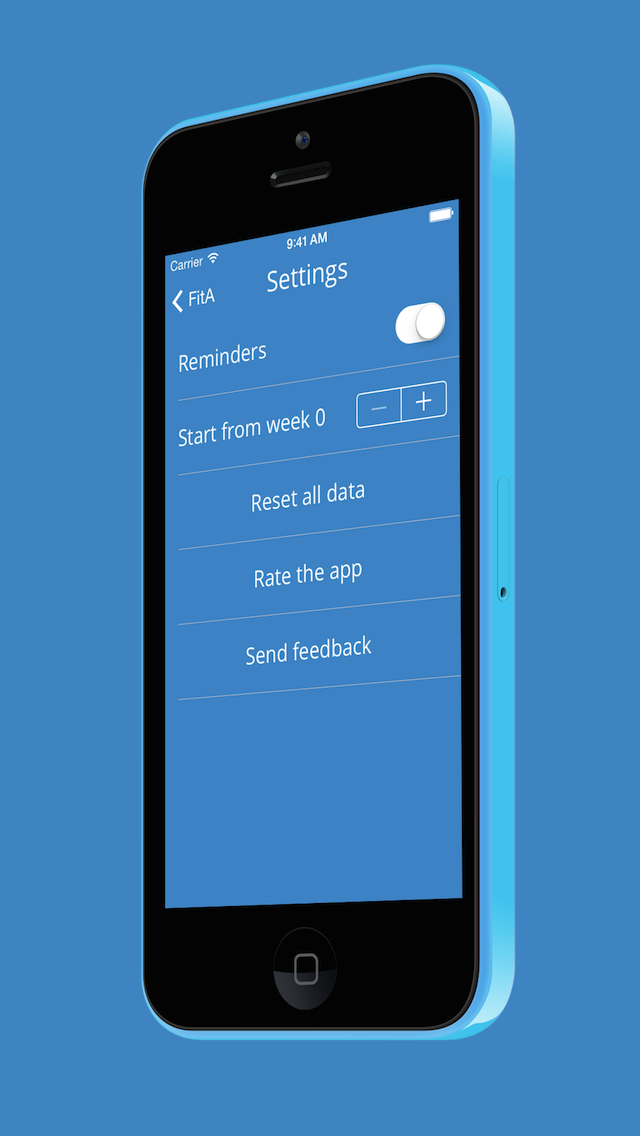 Carrier 9:41 AM
FitA Settings
Reminders
Start from week 0 − +
Reset all data
Rate the app
Send feedback